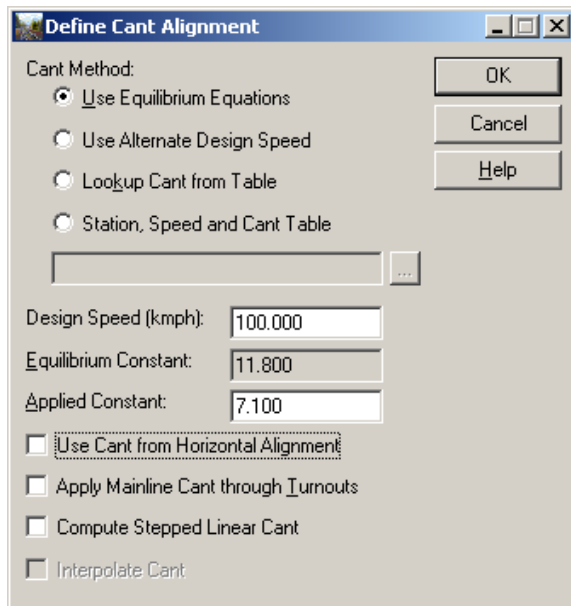 Define Cant Alignment
Cant Method:
Use Equilibrium Equations
Use Alternate Design Speed
Lookup Cant from Table
Station, Speed and Cant Table
...
OK
Cancel
Help
Design Speed (kmph): 100.000
Equilibrium Constant: 11.800
Applied Constant: 7.100
Use Cant from Horizontal Alignment
Apply Mainline Cant through Turnouts
Compute Stepped Linear Cant
Interpolate Cant